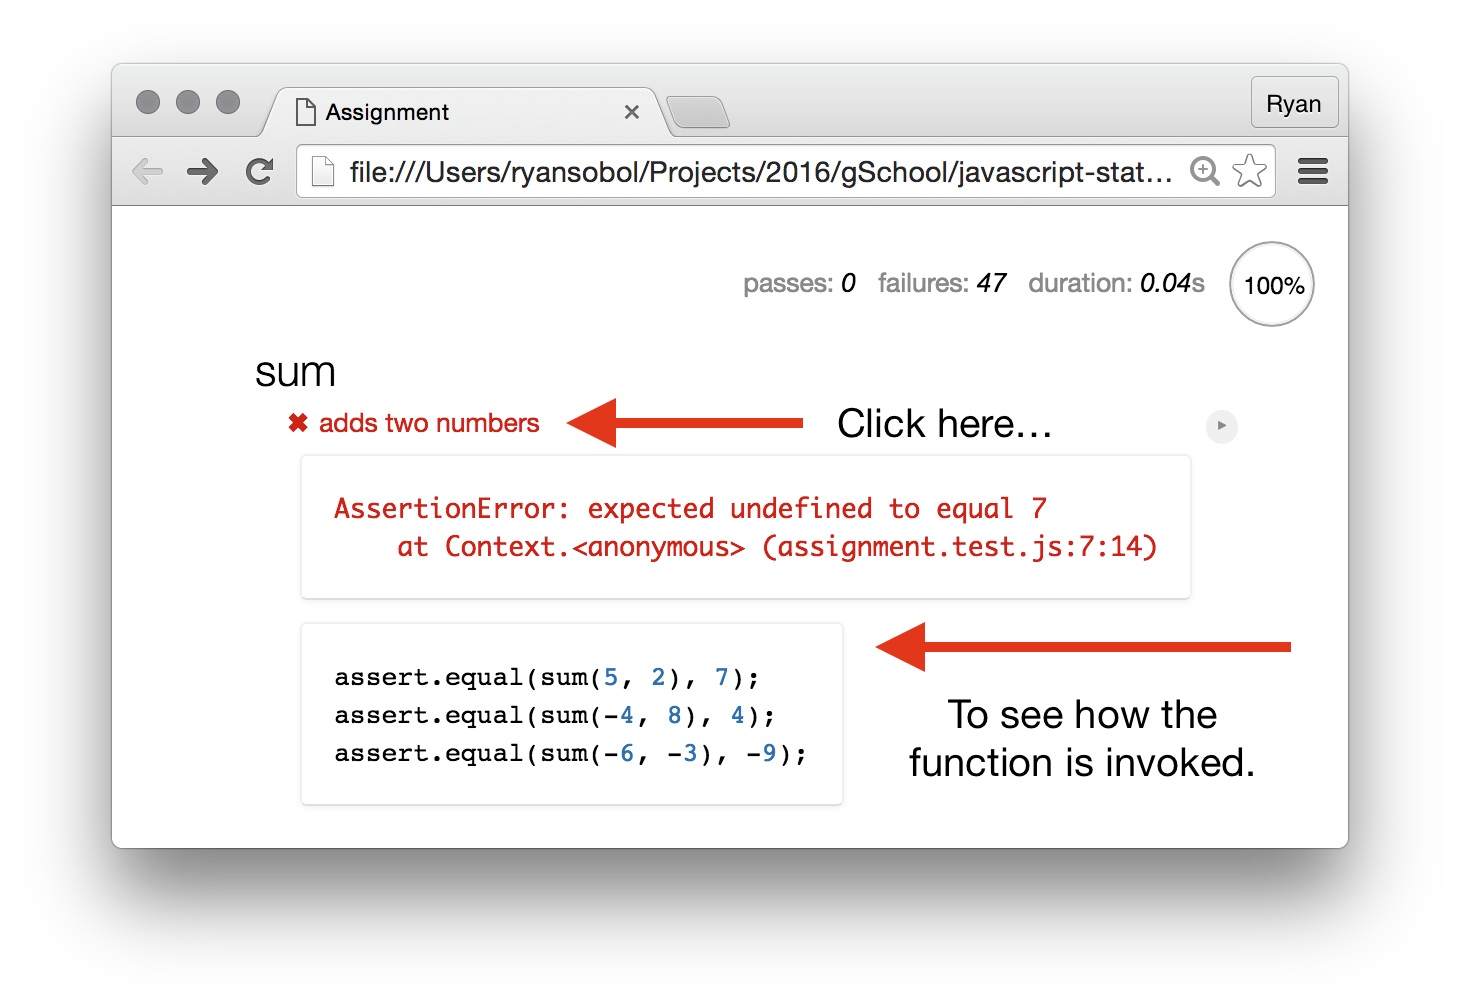 Assignment
Ryan
file:///Users/ryansobol/Projects/2016/gSchool/javascript-stat...
passes: 0 failures: 47 duration: 0.04s 100%
sum
✖ adds two numbers
Click here...
AssertionError: expected undefined to equal 7
at Context.<anonymous> (assignment.test.js:7:14)
assert.equal(sum(5, 2), 7);
assert.equal(sum(-4, 8), 4);
assert.equal(sum(-6, -3), -9);
To see how the
function is invoked.